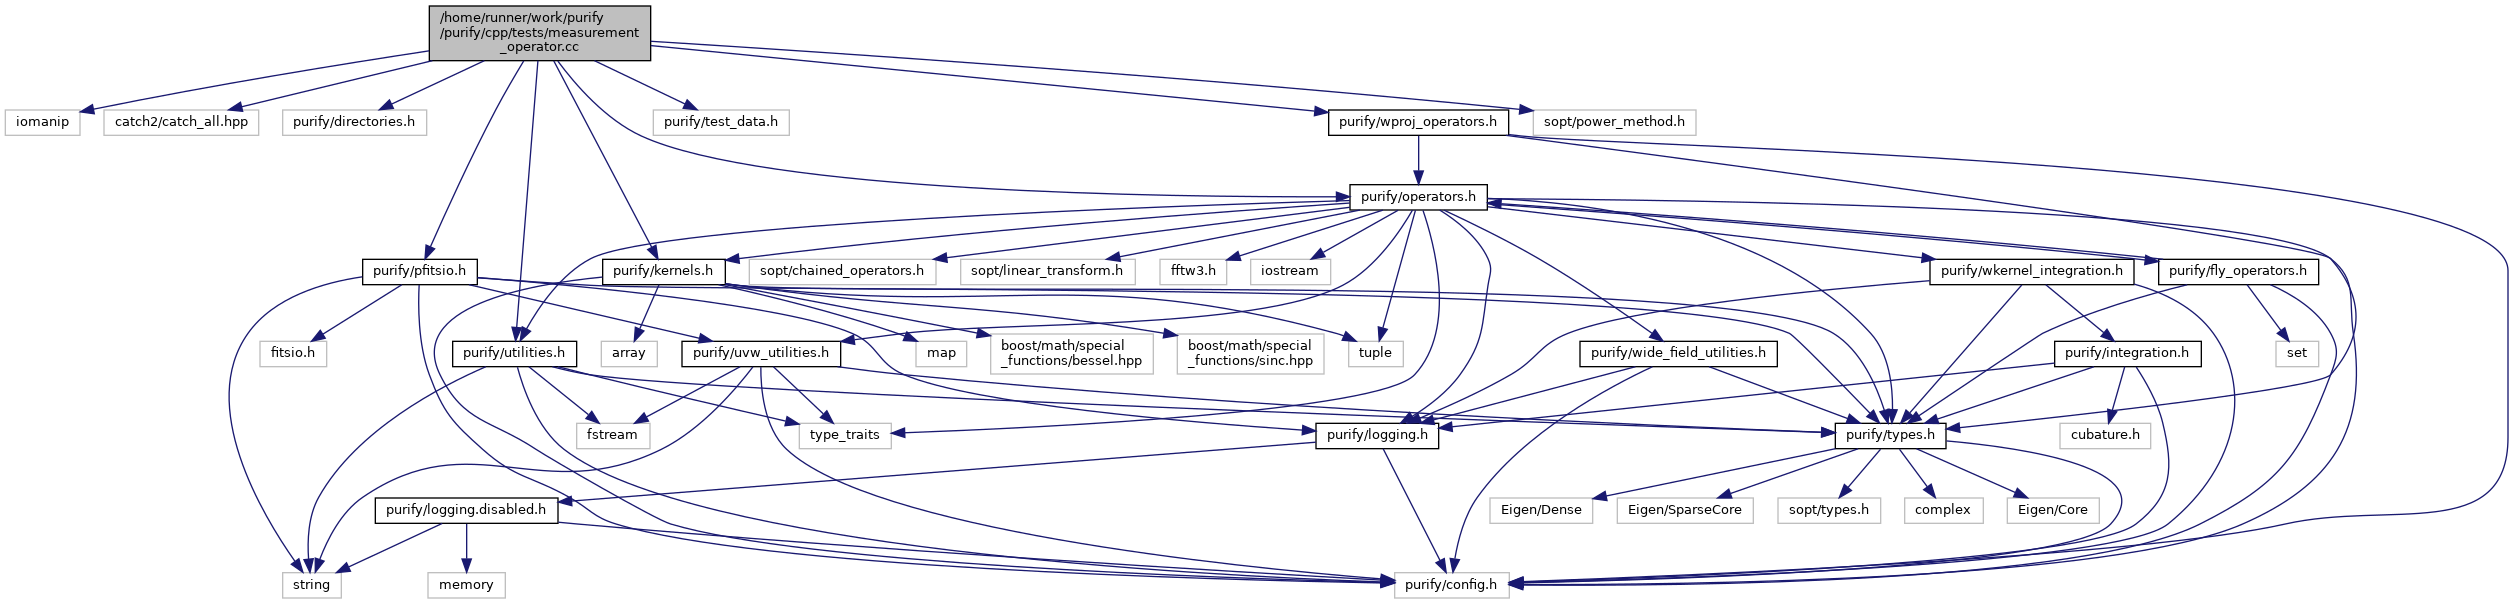 /home/runner/work/purify
/purify/cpp/tests/measurement
_operator.cc
iomanip
catch2/catch_all.hpp
purify/directories.h
purify/test_data.h
purify/wproj_operators.h
sopt/power_method.h
purify/operators.h
purify/pfitsio.h
purify/kernels.h
sopt/chained_operators.h
sopt/linear_transform.h
fftw3.h
iostream
purify/wkernel_integration.h
purify/fly_operators.h
fitsio.h
purify/utilities.h
array
purify/uvw_utilities.h
map
boost/math/special
_functions/bessel.hpp
boost/math/special
_functions/sinc.hpp
tuple
purify/wide_field_utilities.h
purify/integration.h
set
fstream
type_traits
purify/logging.h
purify/types.h
cubature.h
purify/logging.disabled.h
Eigen/Dense
Eigen/SparseCore
sopt/types.h
complex
Eigen/Core
string
memory
purify/config.h